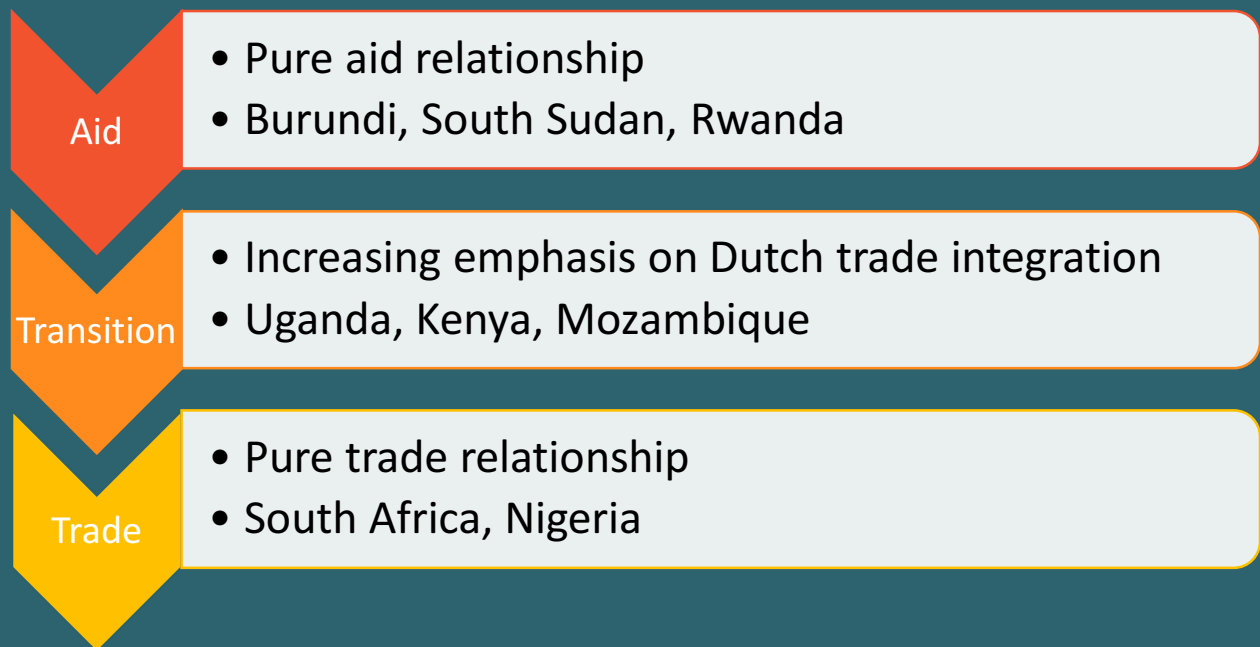 Aid
• Pure aid relationship
• Burundi, South Sudan, Rwanda
Transition
• Increasing emphasis on Dutch trade integration
• Uganda, Kenya, Mozambique
Trade
• Pure trade relationship
• South Africa, Nigeria